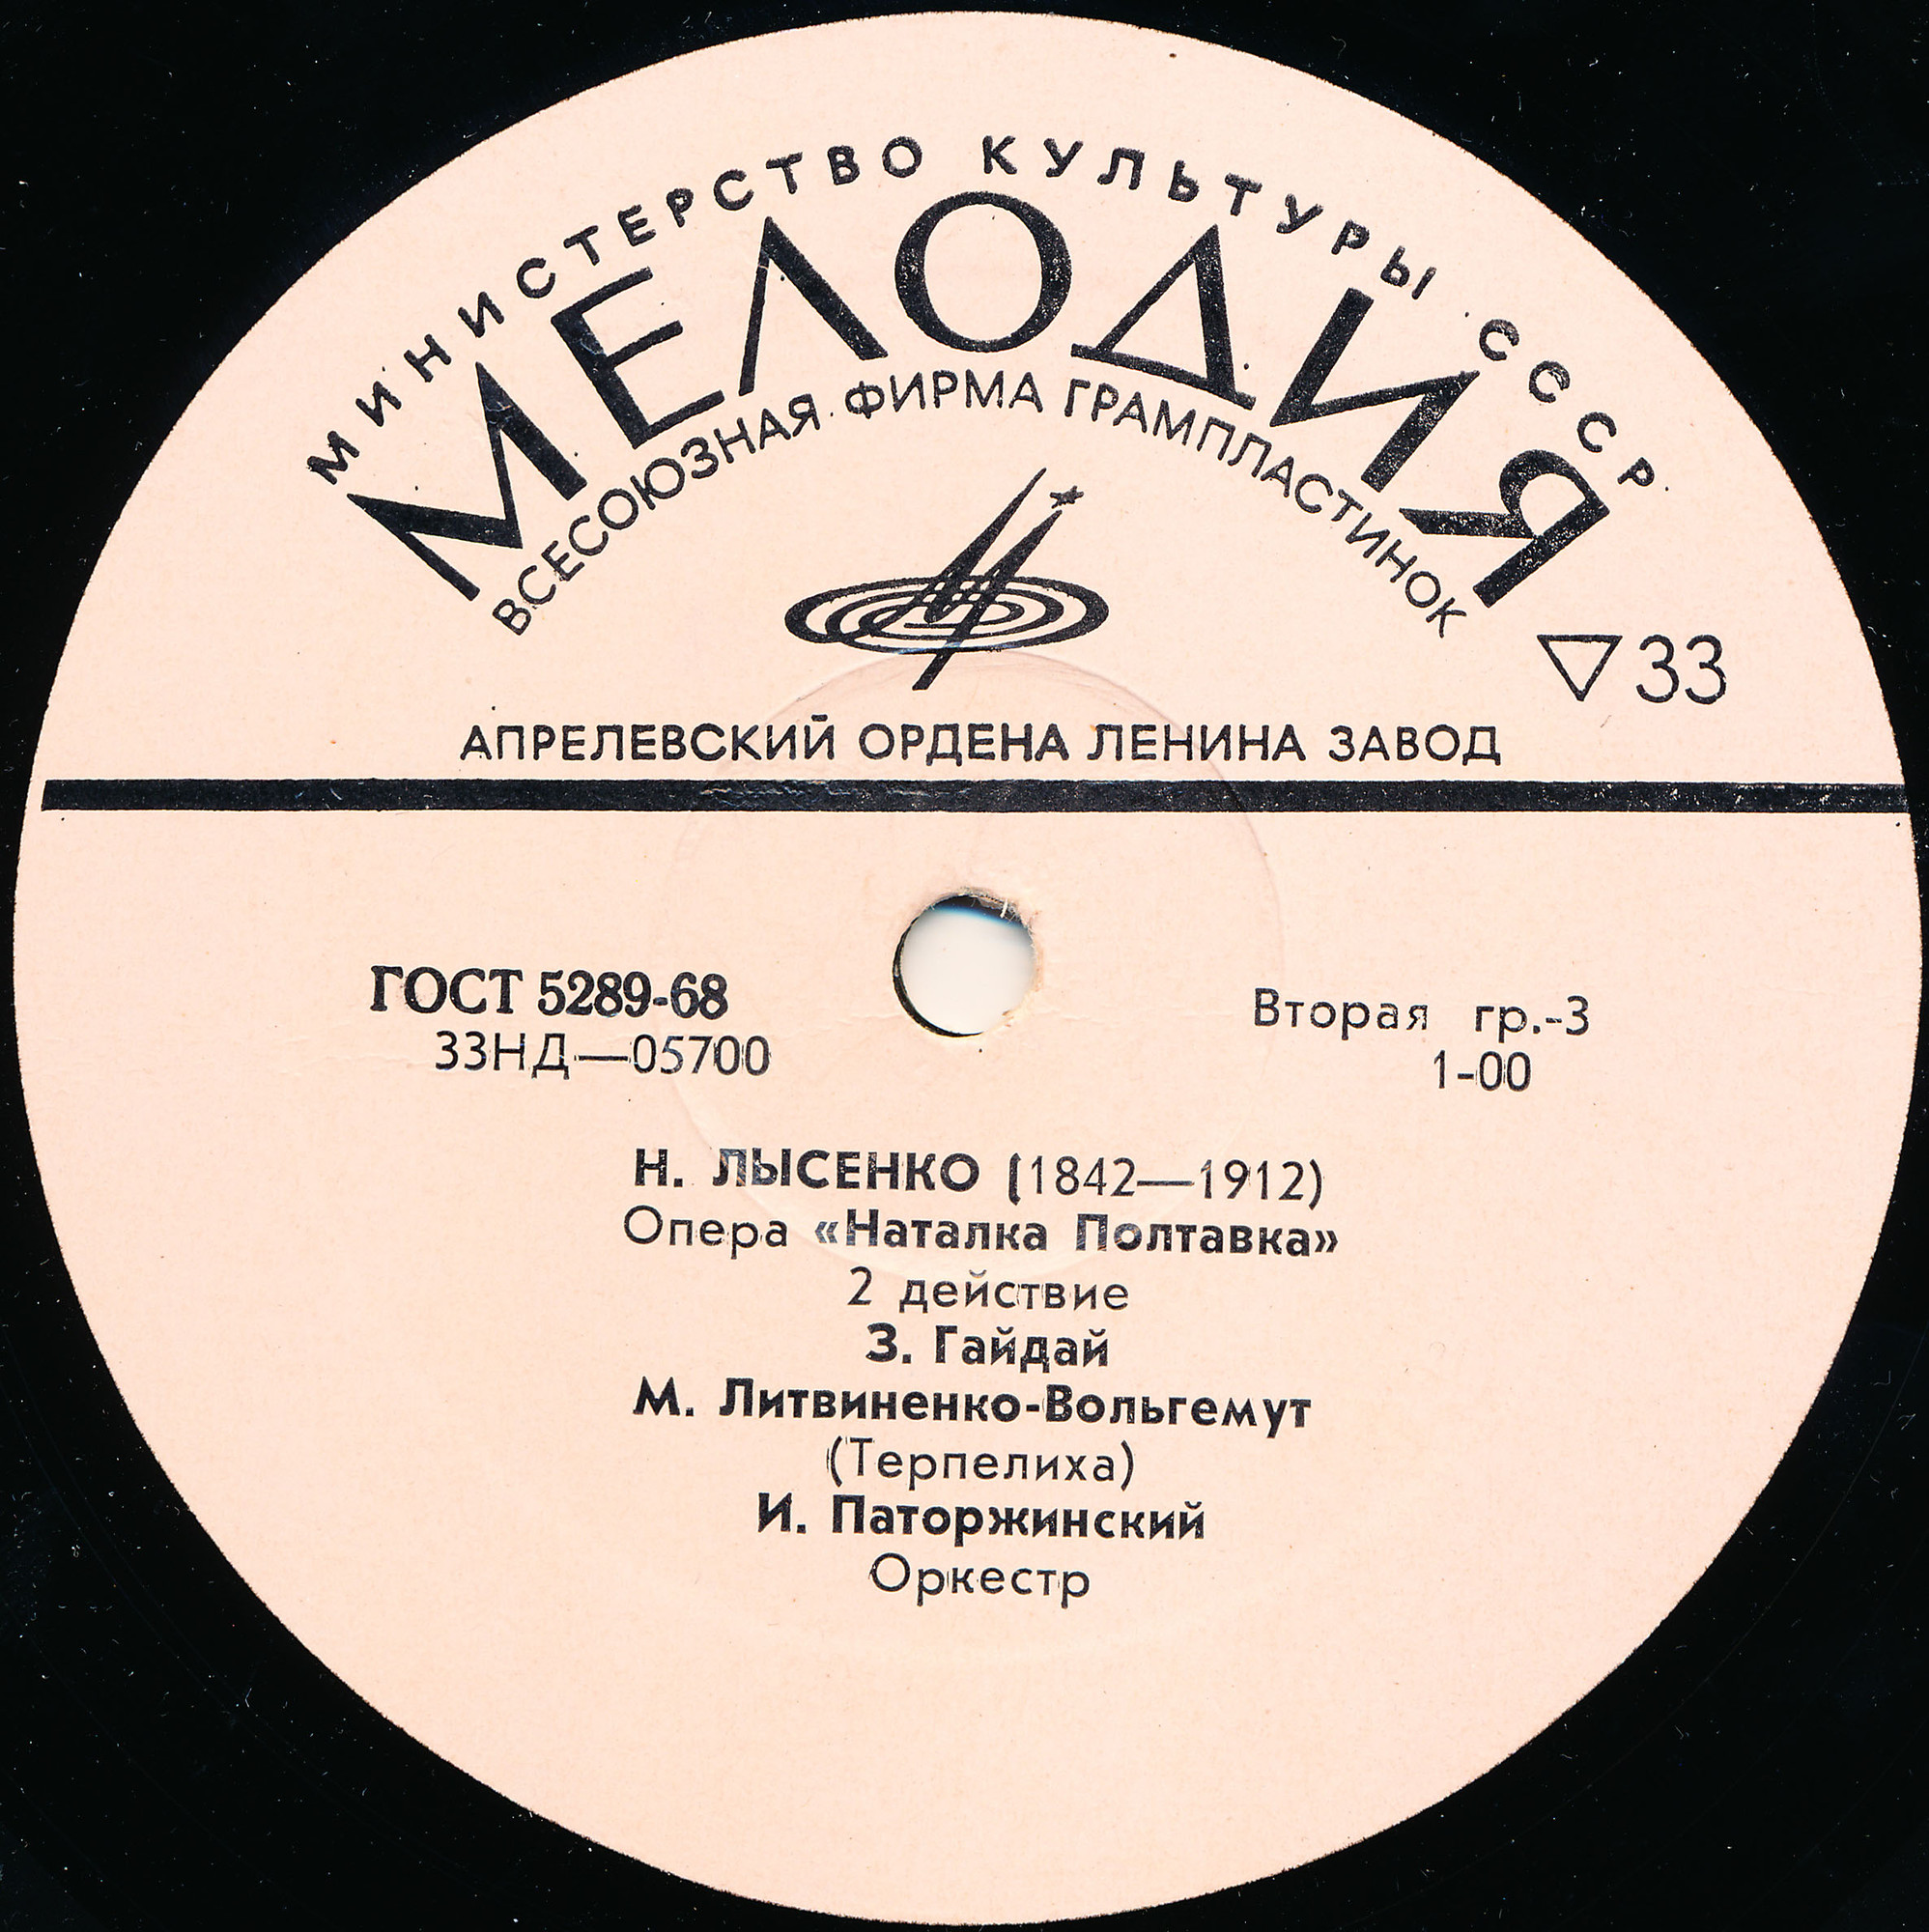 МИНИСТЕРСТВО КУЛЬТУРЫ СССР
МЕЛОДИЯ
ВСЕСОЮЗНАЯ ФИРМА ГРАМПЛАСТИНОК
33
АПРЕЛЕВСКИЙ ОРДЕНА ЛЕНИНА ЗАВОД
ГОСТ 5289-68
33НД—05700
Вторая гр.-3
1-00
Н. ЛЫСЕНКО (1842—1912)
Опера «Наталка Полтавка»
2 действие
З. Гайдай
М. Литвиненко-Вольгемут
(Терпелиха)
И. Паторжинский
Оркестр